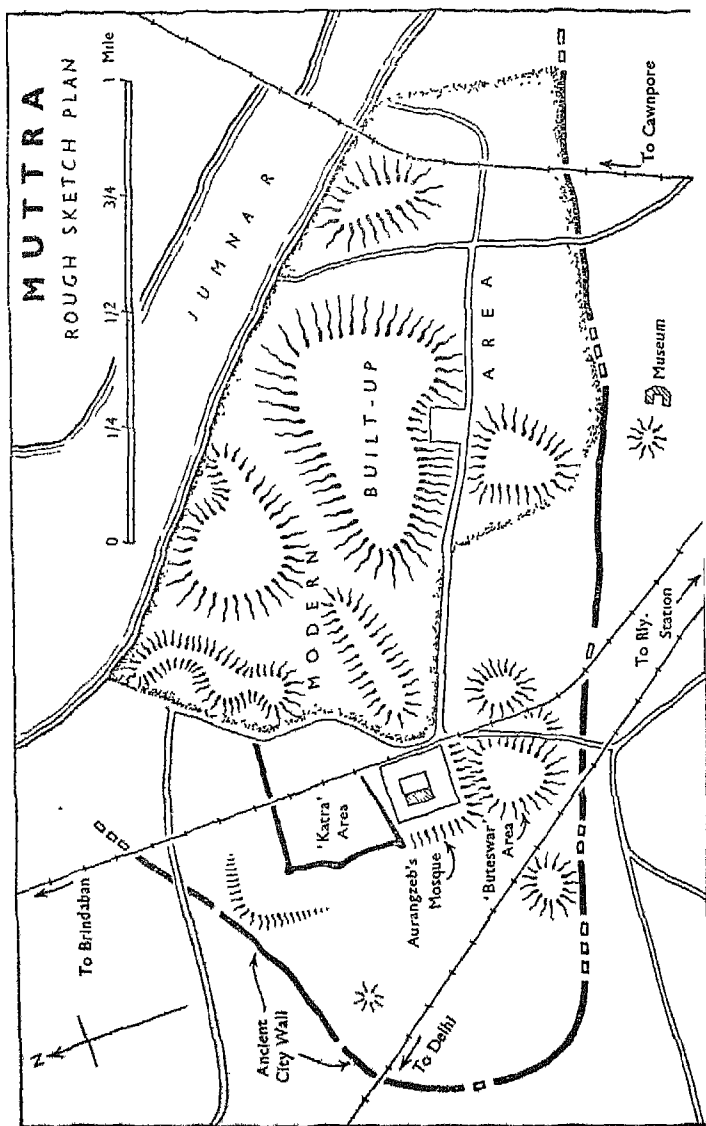 MUTTRA
ROUGH SKETCH PLAN
0 1/4 1/2 3/4 1 Mile
N
To Brindaban
JUMNA R
Ancient
City Wall
'Katra'
Area
MODERN
BUILT-UP
AREA
Aurangzeb's
Mosque
'Buteswar'
Area
To Delhi
To Rly.
Station
Museum
To Cawnpore